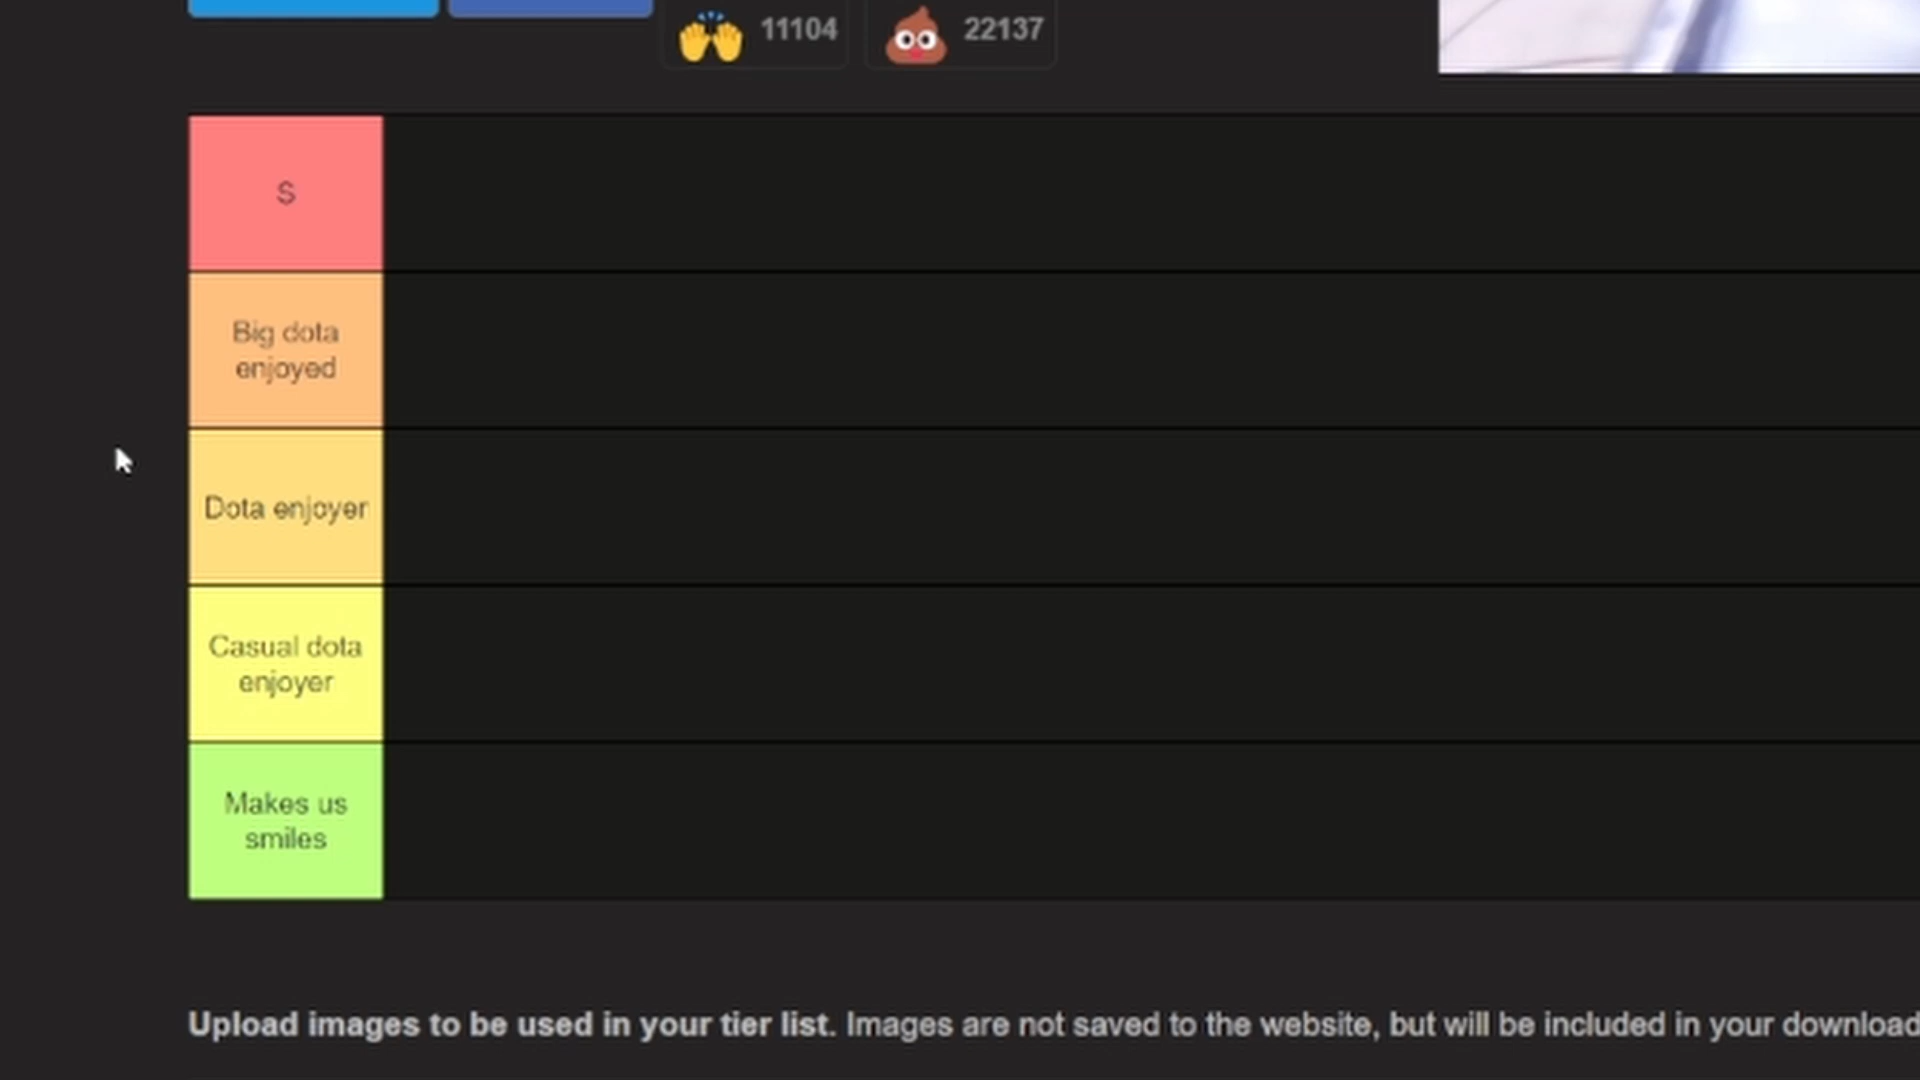 11104 22137
S
Big dota
enjoyed
Dota enjoyer
Casual dota
enjoyer
Makes us
smiles
Upload images to be used in your tier list. Images are not saved to the website, but will be included in your download